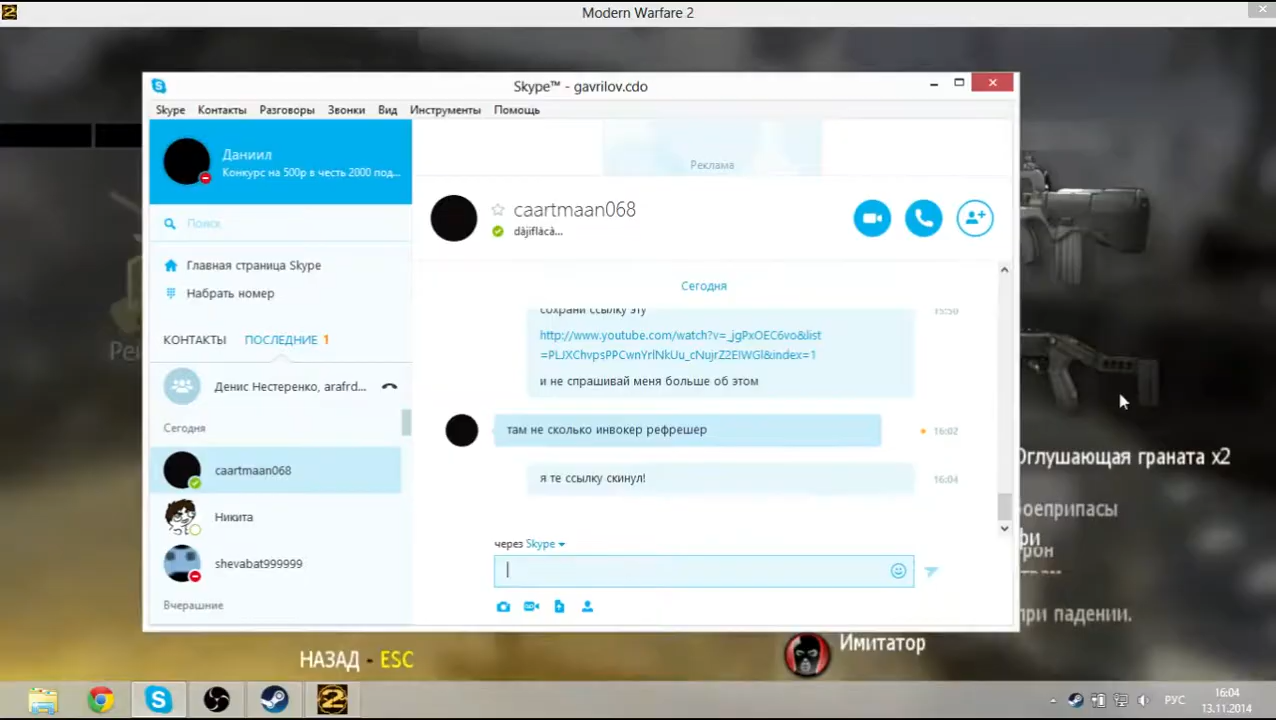 Modern Warfare 2
Skype™ - gavrilov.cdo
Skype Контакты Разговоры Звонки Вид Инструменты Помощь
Даниил
Конкурс на 500р в честь 2000 под...
Реклама
Поиск
caartmaan068
dăjiflăcă...
Главная страница Skype
Набрать номер
Сегодня
КОНТАКТЫ ПОСЛЕДНИЕ 1
сохрани ссылку эту
15:50
http://www.youtube.com/watch?v=_jgPxOEC6vo&list
=PLJXChvpsPPCwnYrlNkUu_cNujrZ2EIWGl&index=1
и не спрашивай меня больше об этом
Денис Нестеренко, arafrd...
Сегодня
там не сколько инвокер рефрешер
16:02
caartmaan068
я те ссылку скинул!
16:04
Никита
через Skype
shevabat999999
Вчерашние
Оглушающая граната x2
боеприпасы
при падении.
Имитатор
НАЗАД - ESC
РУС
16:04
13.11.2014